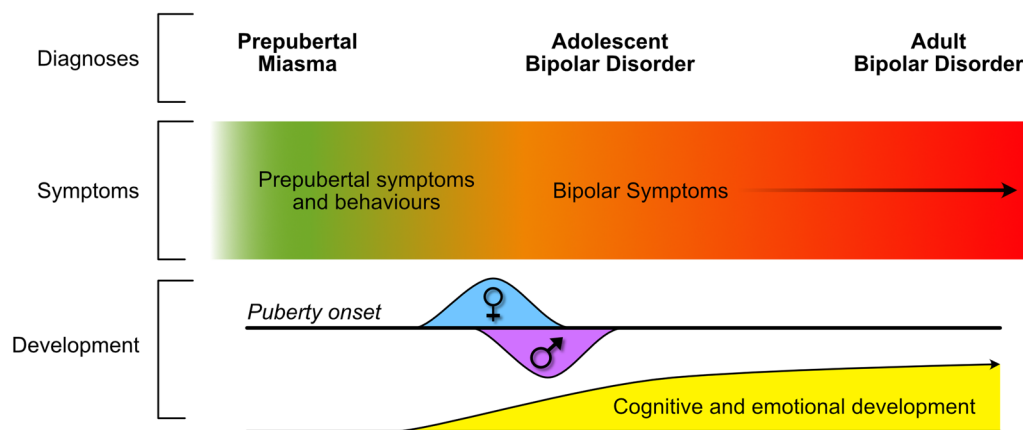 Diagnoses
Prepubertal
Miasma
Adolescent
Bipolar Disorder
Adult
Bipolar Disorder
Symptoms
Prepubertal symptoms
and behaviours
Bipolar Symptoms
Development
Puberty onset
♀
♂
Cognitive and emotional development